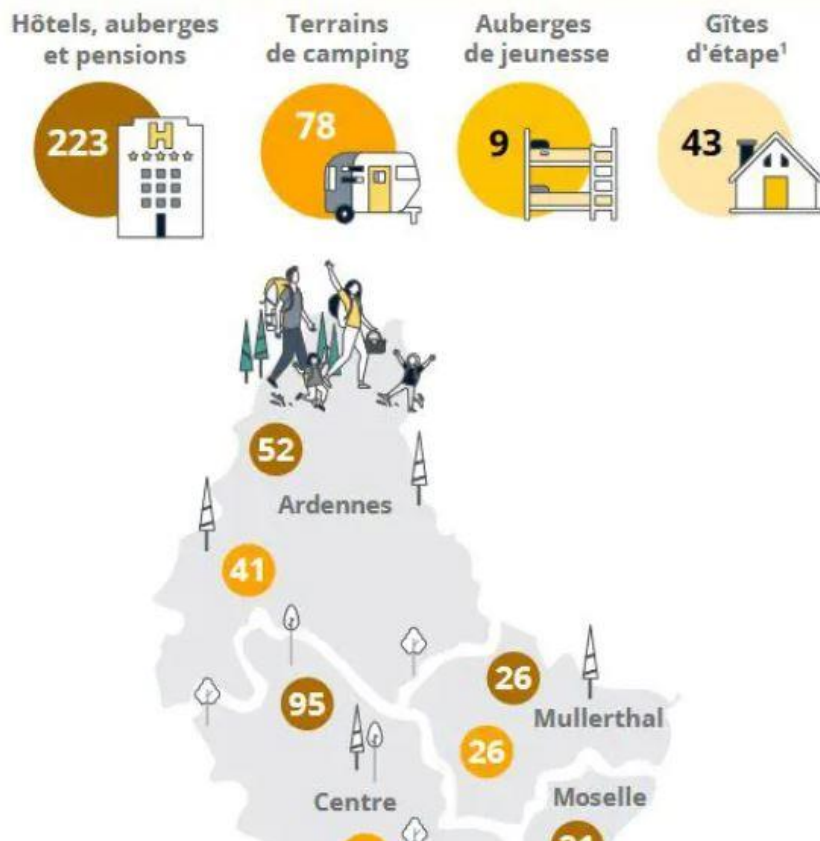 Hôtels, auberges
et pensions
Terrains
de camping
Auberges
de jeunesse
Gîtes
d'étape¹
223
H
78
9
43
52
Ardennes
41
26
95
Mullerthal
26
Centre
Moselle